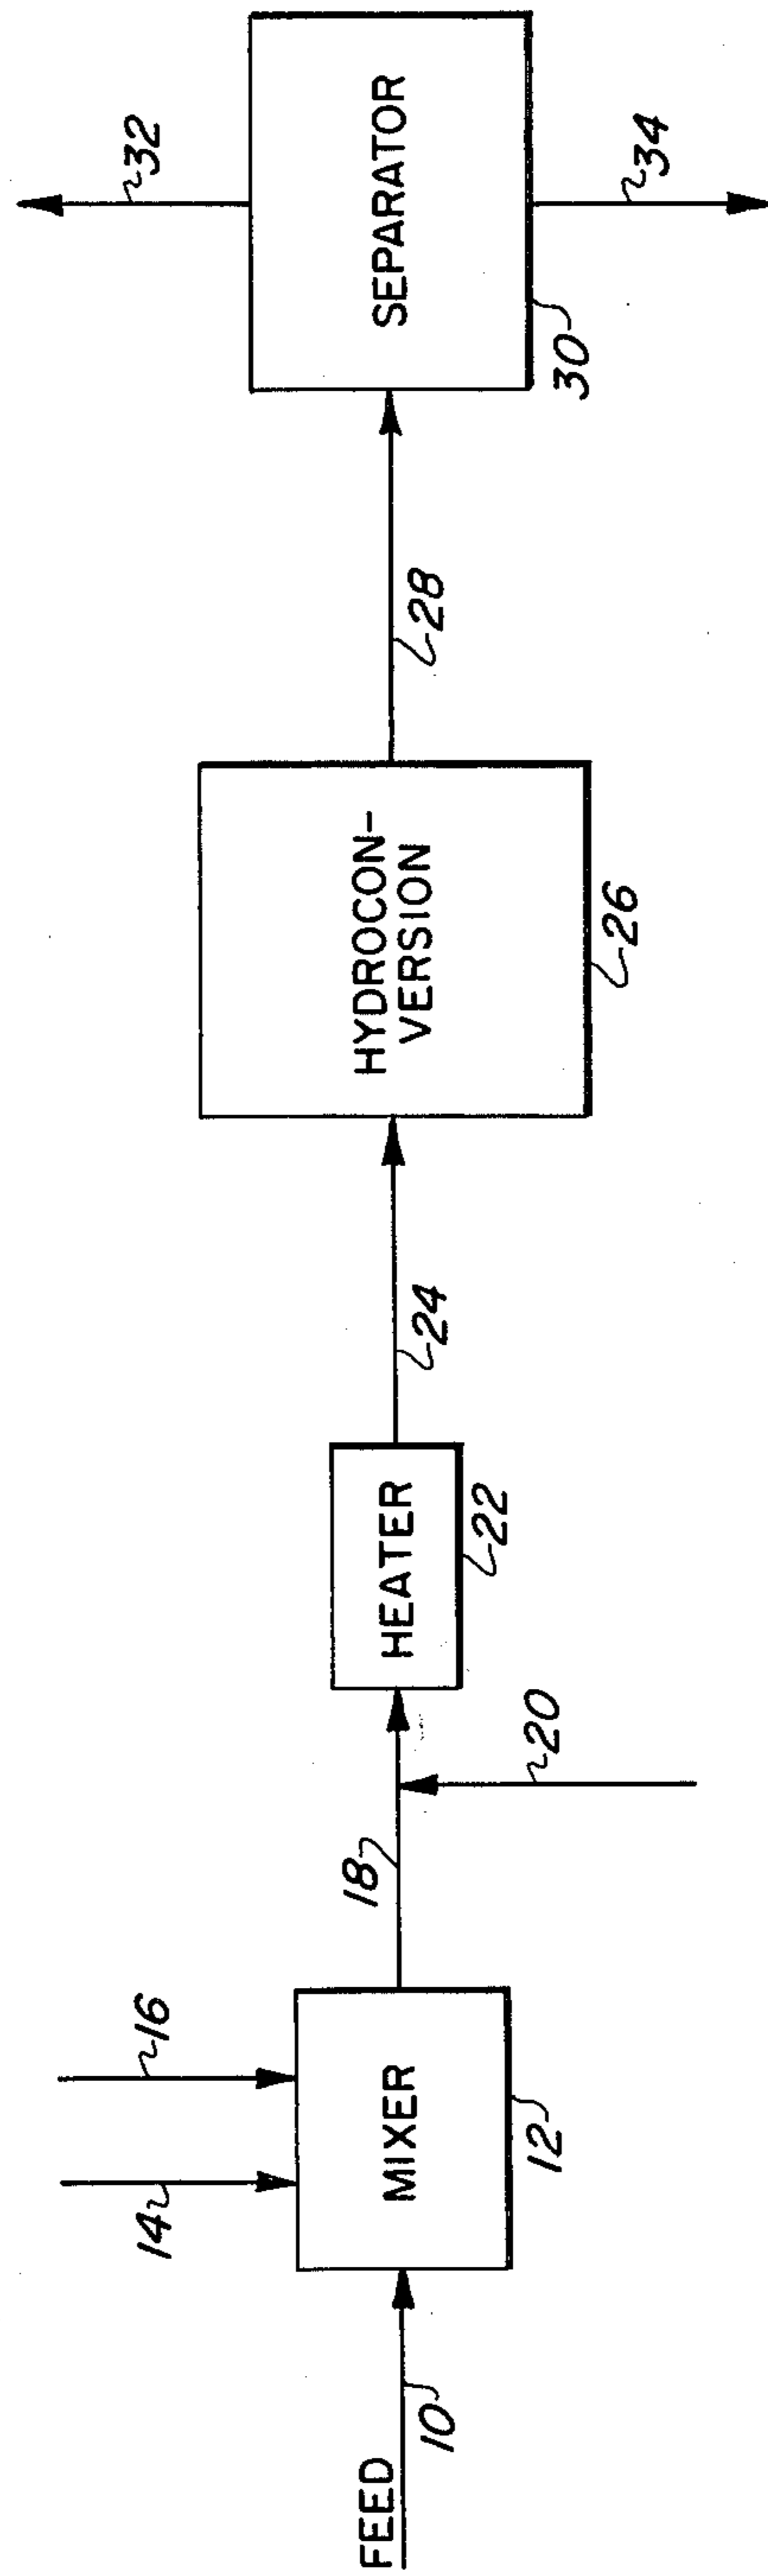 FEED
10
14
16
MIXER
12
18
20
HEATER
22
24
HYDROCON-
VERSION
26
28
SEPARATOR
30
32
34